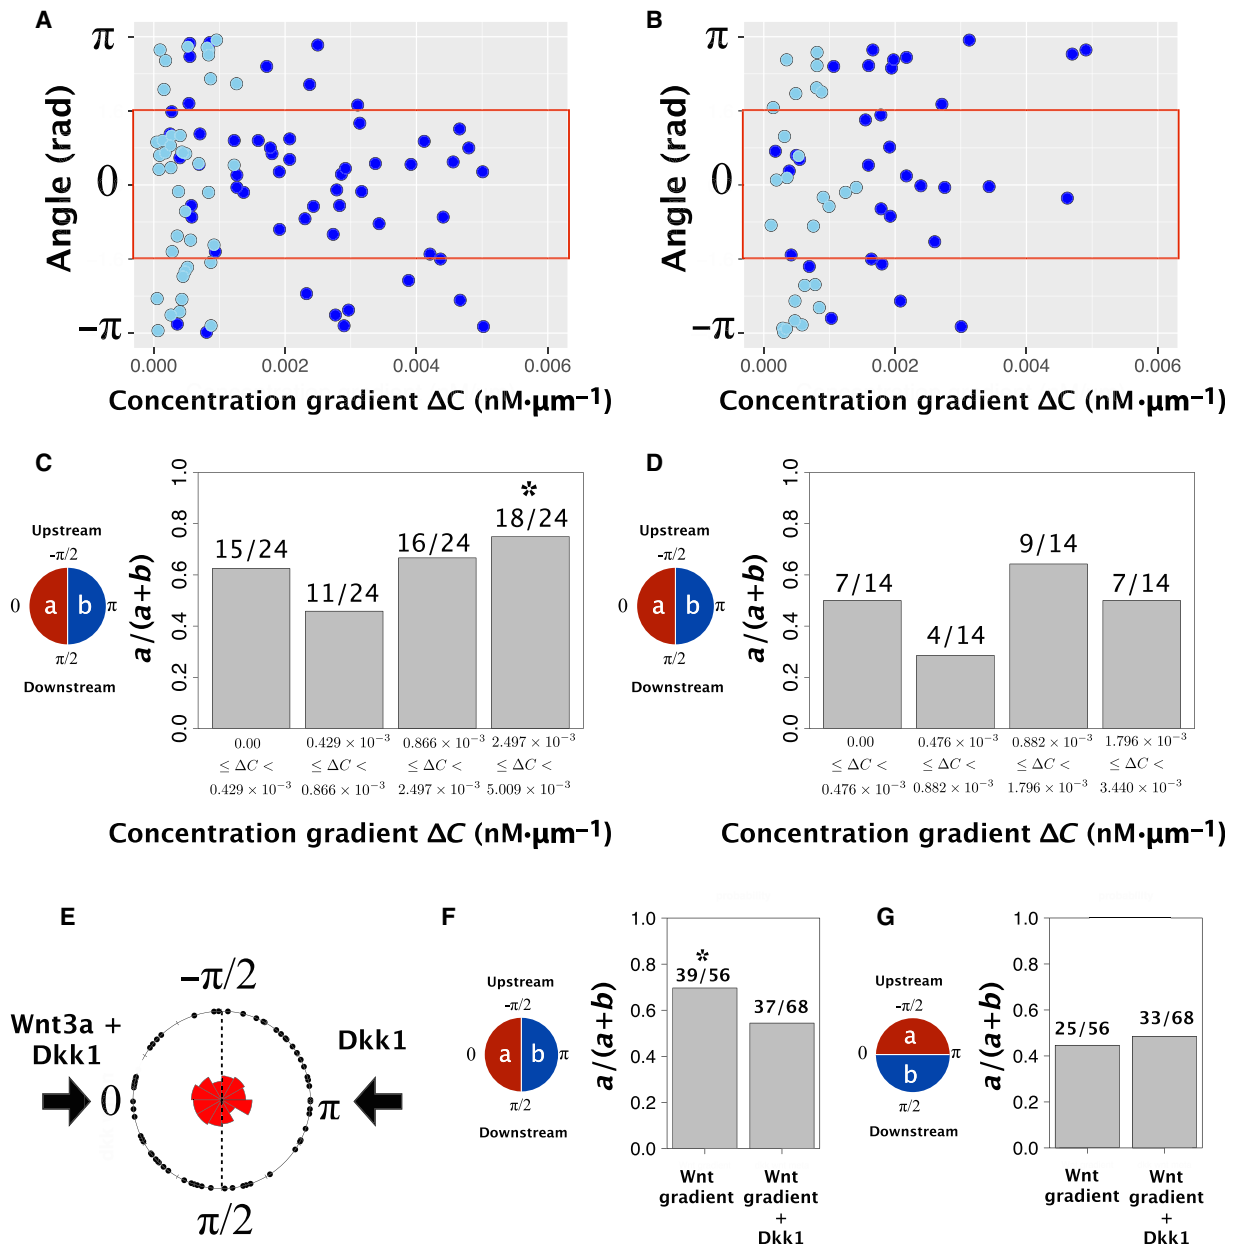 A
π
0
−π
Angle (rad)
0.000 0.002 0.004 0.006
Concentration gradient ΔC (nM·μm⁻¹)
B
π
0
−π
Angle (rad)
0.000 0.002 0.004 0.006
Concentration gradient ΔC (nM·μm⁻¹)
C
Upstream
-π/2
0 a b π
π/2
Downstream
a/(a+b)
1.0
0.8
0.6
0.4
0.2
0.0
15/24
11/24
16/24
*
18/24
0.00 0.429 × 10⁻³ 0.866 × 10⁻³ 2.497 × 10⁻³
≤ ΔC < ≤ ΔC < ≤ ΔC < ≤ ΔC <
0.429 × 10⁻³ 0.866 × 10⁻³ 2.497 × 10⁻³ 5.009 × 10⁻³
Concentration gradient ΔC (nM·μm⁻¹)
D
Upstream
-π/2
0 a b π
π/2
Downstream
a/(a+b)
1.0
0.8
0.6
0.4
0.2
0.0
7/14
4/14
9/14
7/14
0.00 0.476 × 10⁻³ 0.882 × 10⁻³ 1.796 × 10⁻³
≤ ΔC < ≤ ΔC < ≤ ΔC < ≤ ΔC <
0.476 × 10⁻³ 0.882 × 10⁻³ 1.796 × 10⁻³ 3.440 × 10⁻³
Concentration gradient ΔC (nM·μm⁻¹)
E
−π/2
Wnt3a +
Dkk1
Dkk1
0
π
π/2
F
Upstream
-π/2
0 a b π
π/2
Downstream
a/(a+b)
1.0
0.8
0.6
0.4
0.2
0.0
*
39/56
37/68
Wnt
gradient
Wnt
gradient
+
Dkk1
G
Upstream
-π/2
a
0 π
b
π/2
Downstream
a/(a+b)
1.0
0.8
0.6
0.4
0.2
0.0
25/56
33/68
Wnt
gradient
Wnt
gradient
+
Dkk1